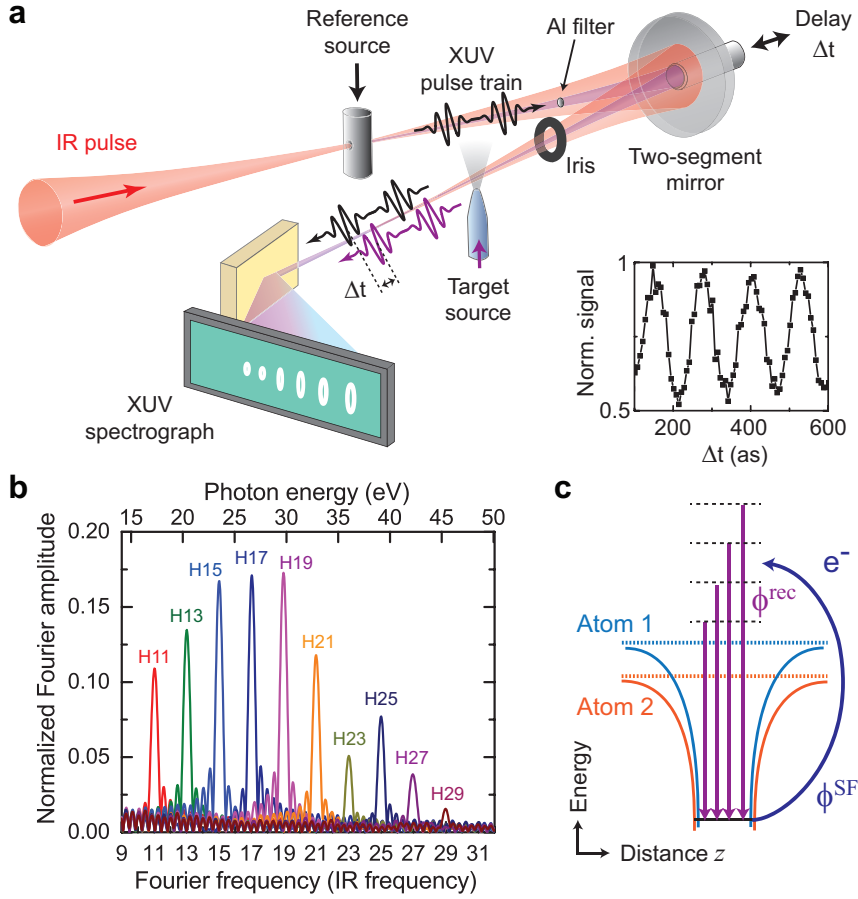 a
Reference
source
XUV
pulse train
Al filter
Delay
Δt
IR pulse
Iris
Two-segment
mirror
Δt
Target
source
XUV
spectrograph
Norm. signal
1
0.5
200
400
600
Δt (as)
b
Photon energy (eV)
15 20 25 30 35 40 45 50
Normalized Fourier amplitude
0.20
0.15
0.10
0.05
0.00
H11
H13
H15
H17
H19
H21
H23
H25
H27
H29
9 11 13 15 17 19 21 23 25 27 29 31
Fourier frequency (IR frequency)
c
e-
ϕrec
Atom 1
Atom 2
ϕSF
Energy
Distance z